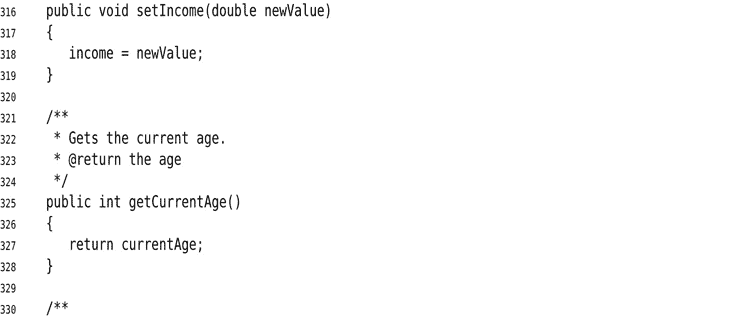 316 public void setIncome(double newValue)
317 {
318 income = newValue;
319 }
320
321 /**
322 * Gets the current age.
323 * @return the age
324 */
325 public int getCurrentAge()
326 {
327 return currentAge;
328 }
329
330 /**